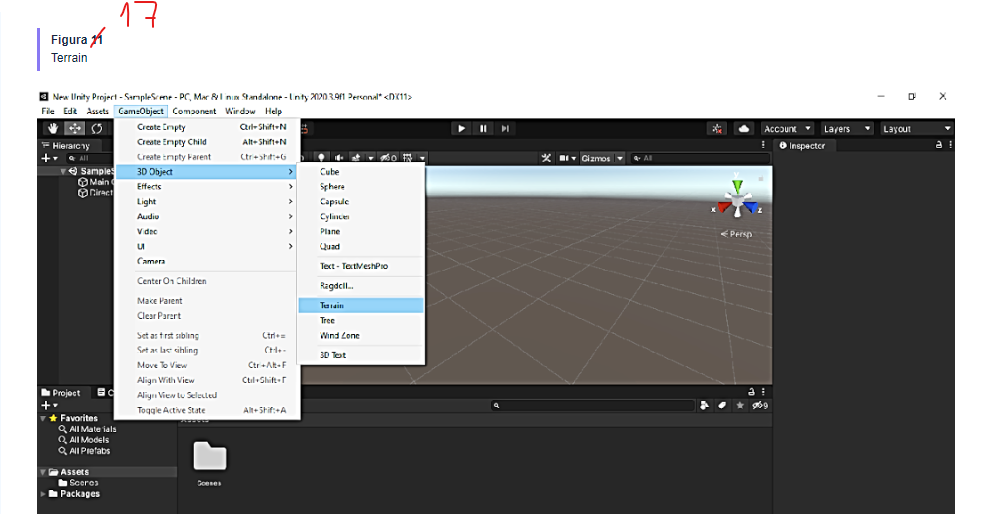 17
Figura 11
Terrain
New Unity Project - SampleScene - PC, Mac & Linux Standalone - Unity 2020.3.9f1 Personal* <DX11>
File Edit Assets GameObject Component Window Help
Account Layers Layout
Hierarchy
Inspector
All
Gizmos All
SampleS
Main C
Direct
Create Empty Ctrl+Shift+N
Create Empty Child Alt+Shift+N
Create Empty Parent Ctrl+Shift+G
3D Object
Effects
Light
Audio
Video
UI
Camera
Center On Children
Make Parent
Clear Parent
Set as first sibling Ctrl+=
Set as last sibling Ctrl+-
Move To View Ctrl+Alt+F
Align With View Ctrl+Shift+F
Align View to Selected
Toggle Active State Alt+Shift+A
Cube
Sphere
Capsule
Cylinder
Plane
Quad
Text - TextMeshPro
Ragdoll...
Terrain
Tree
Wind Zone
3D Text
y
x z
Persp
Project C
9
Favorites
All Materials
All Models
All Prefabs
Assets
Scenes
Packages
Assets
Scenes